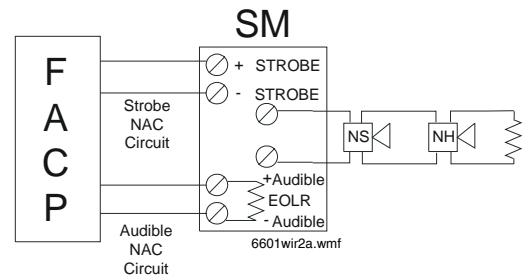 SM
F
A
C
P
+ STROBE
- STROBE
Strobe
NAC
Circuit
NS
NH
+Audible
EOLR
- Audible
Audible
NAC
Circuit
6601wir2a.wmf